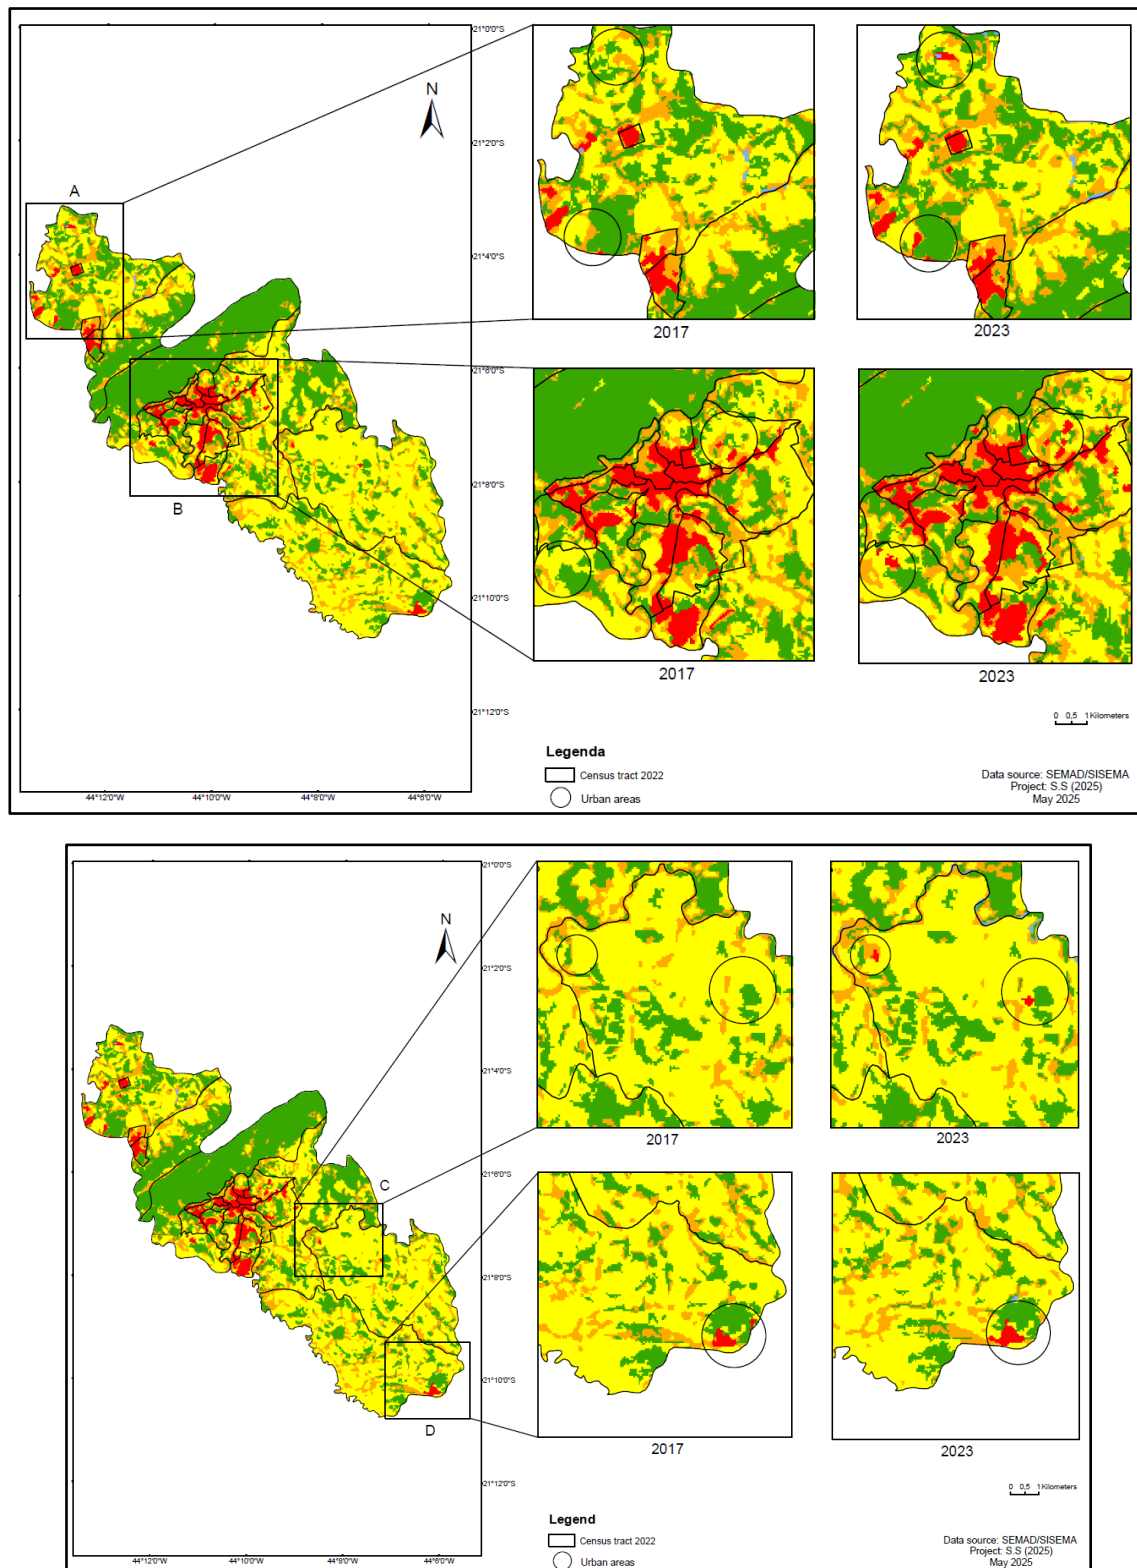 21°0'0"S
N
21°2'0"S
A
2017
2023
21°4'0"S
21°6'0"S
21°8'0"S
B
21°10'0"S
2017
2023
21°12'0"S
0 0,5 1 Kilometers
Legenda
Census tract 2022
Urban areas
Data source: SEMAD/SISEMA
Project: S.S (2025)
May 2025
44°12'0"W 44°10'0"W 44°8'0"W 44°6'0"W
21°0'0"S
N
21°2'0"S
21°4'0"S
2017
2023
21°6'0"S
C
21°8'0"S
21°10'0"S
D
2017
2023
21°12'0"S
0 0,5 1 Kilometers
Legend
Census tract 2022
Urban areas
Data source: SEMAD/SISEMA
Project: S.S (2025)
May 2025
44°12'0"W 44°10'0"W 44°8'0"W 44°6'0"W